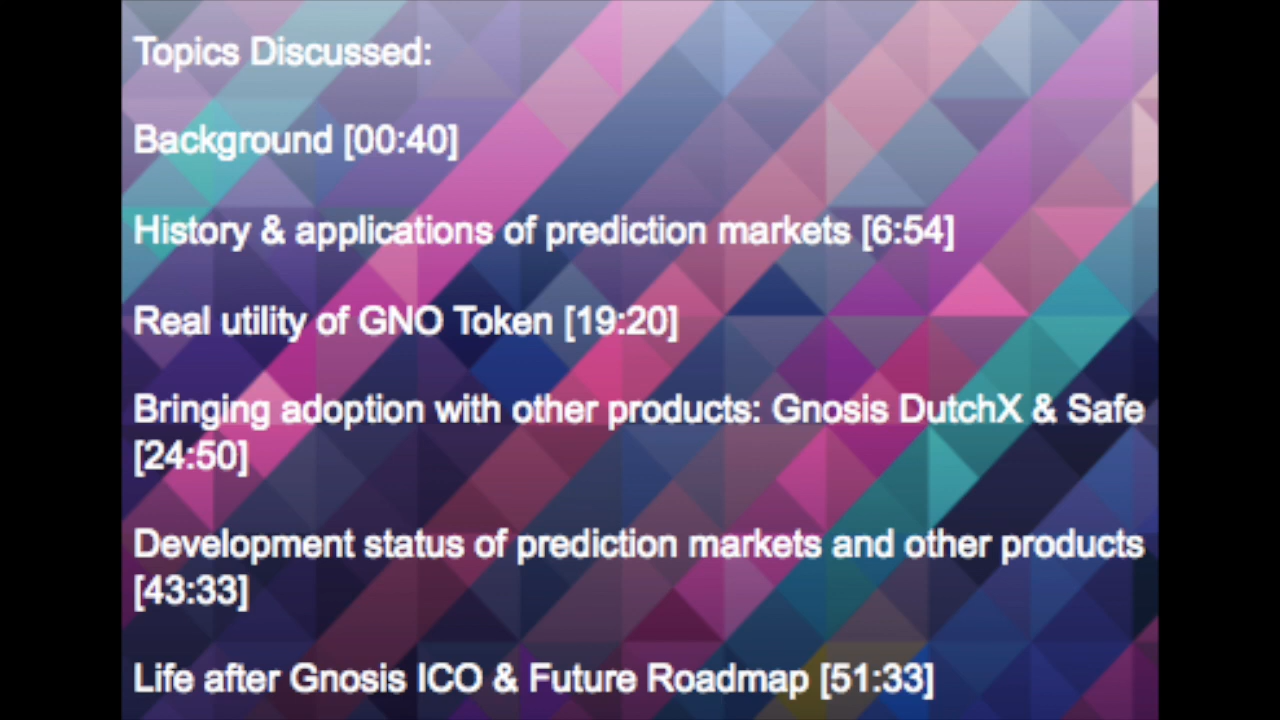 Topics Discussed:
Background [00:40]
History & applications of prediction markets [6:54]
Real utility of GNO Token [19:20]
Bringing adoption with other products: Gnosis DutchX & Safe
[24:50]
Development status of prediction markets and other products
[43:33]
Life after Gnosis ICO & Future Roadmap [51:33]